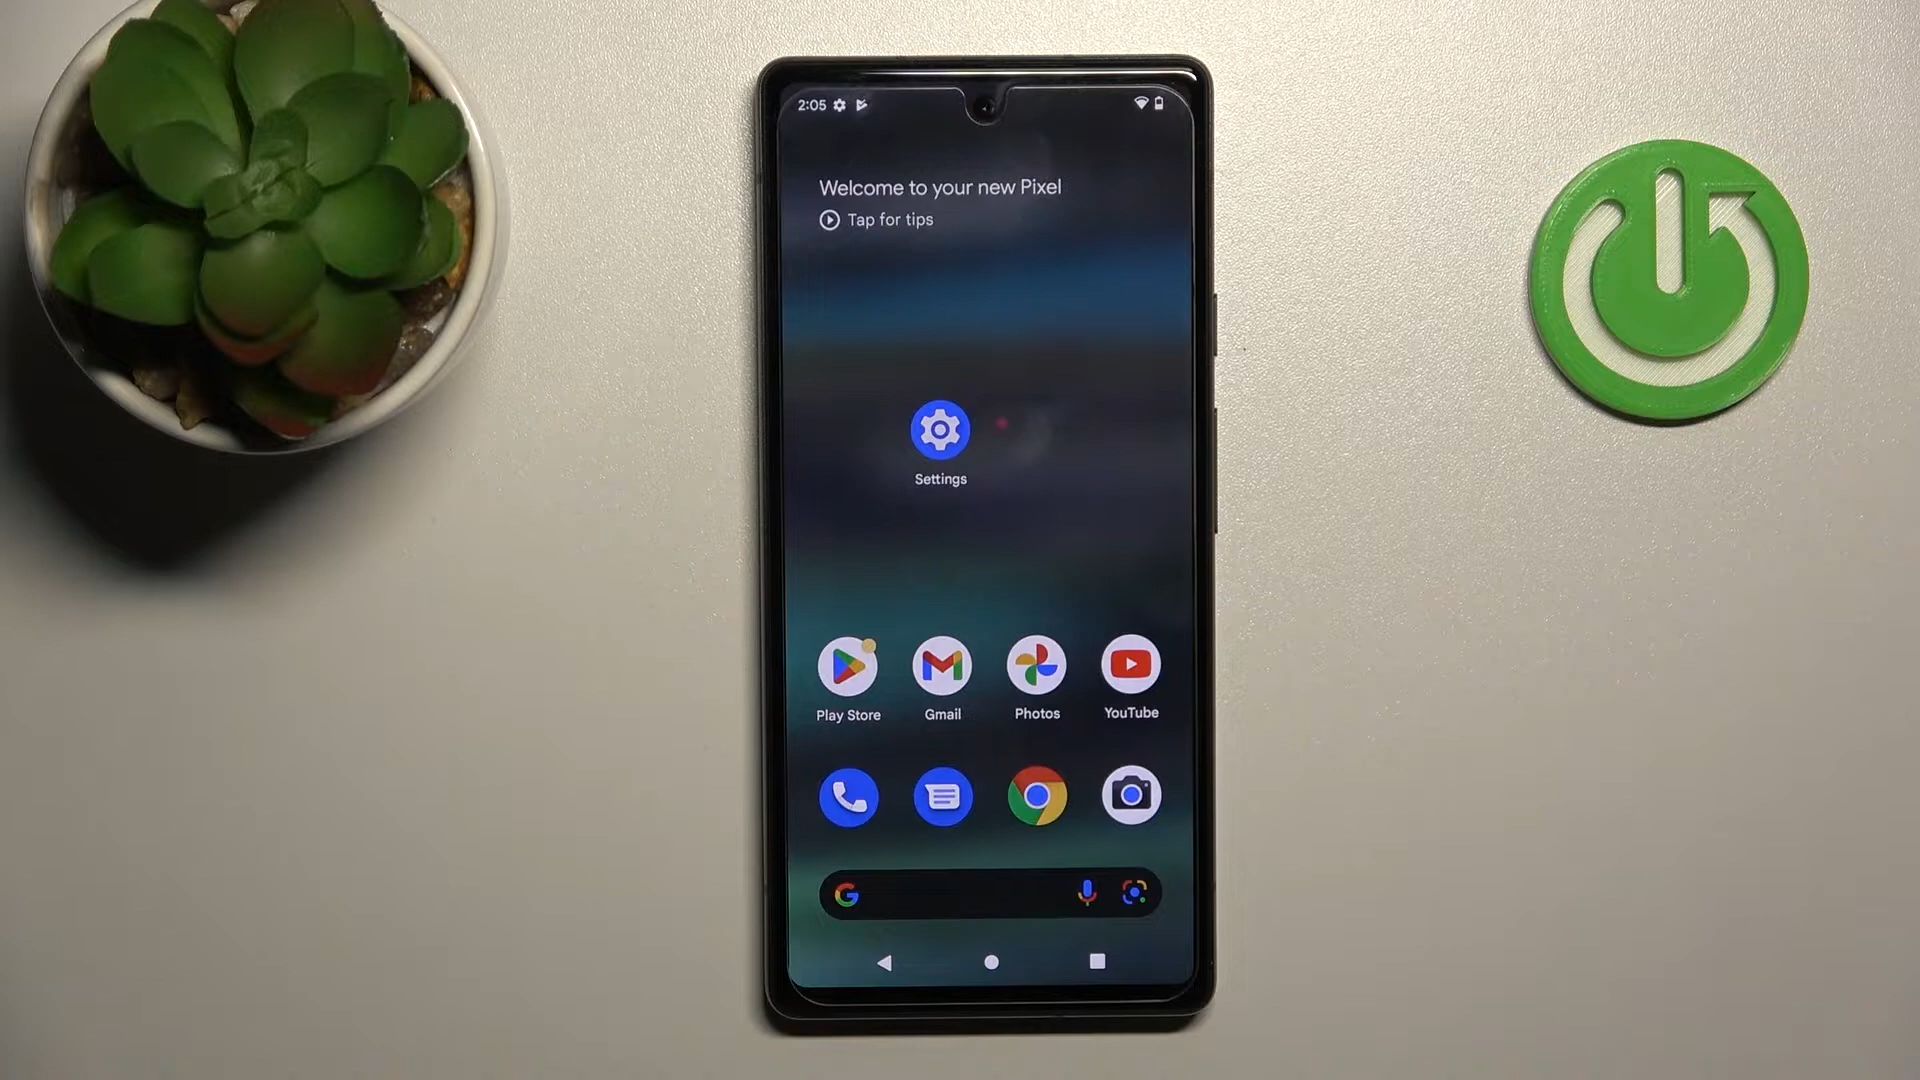 2:05
Welcome to your new Pixel
Tap for tips
Settings
Play Store
Gmail
Photos
YouTube
G